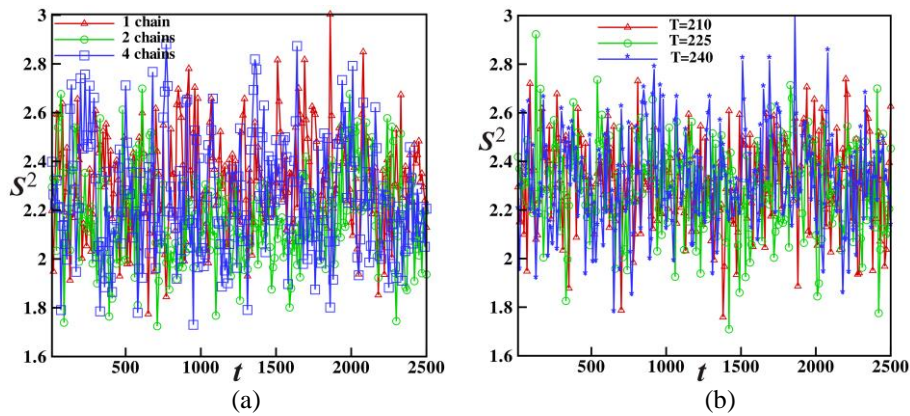 3
1 chain
2 chains
4 chains
2.8
2.6
2.4
S²
2.2
2
1.8
1.6
500 1000 t 1500 2000 2500
(a)
3
T=210
T=225
T=240
2.8
2.6
2.4
S²
2.2
2
1.8
1.6
500 1000 t 1500 2000 2500
(b)